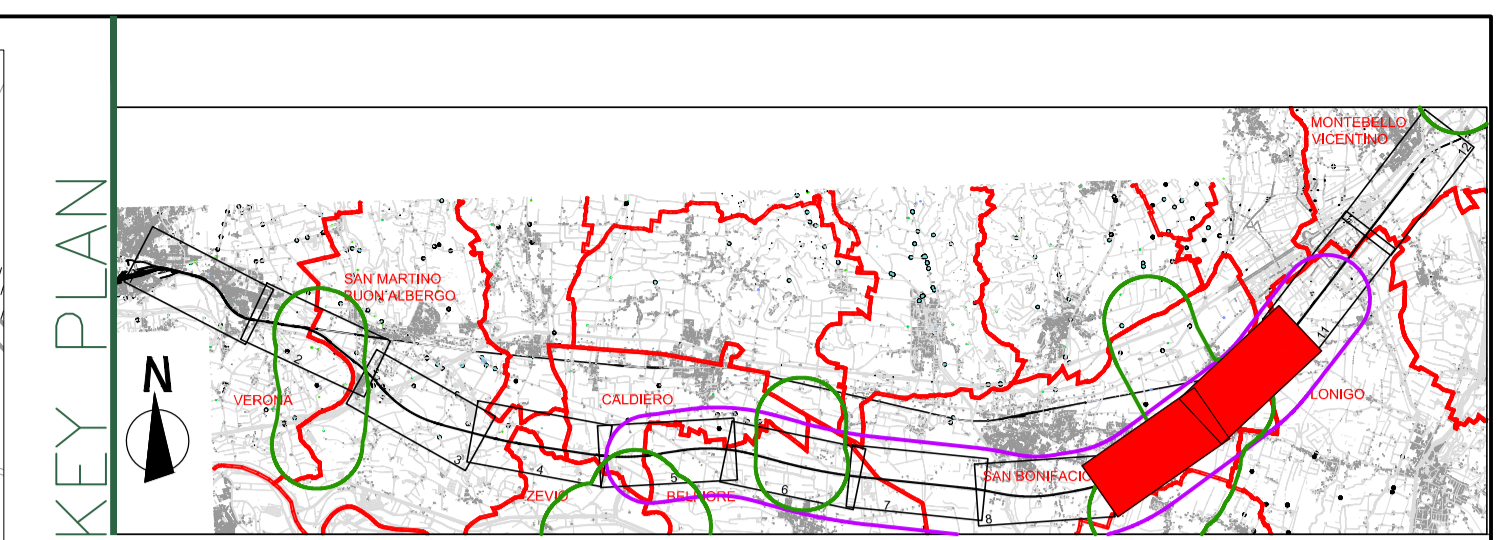 KEY PLAN
MONTEBELLO
VICENTINO
12
SAN MARTINO
BUON'ALBERGO
2
N
VERONA
CALDIERO
LONIGO
11
3
4
5
6
7
8
ZEVIO
BELFIORE
SAN BONIFACIO